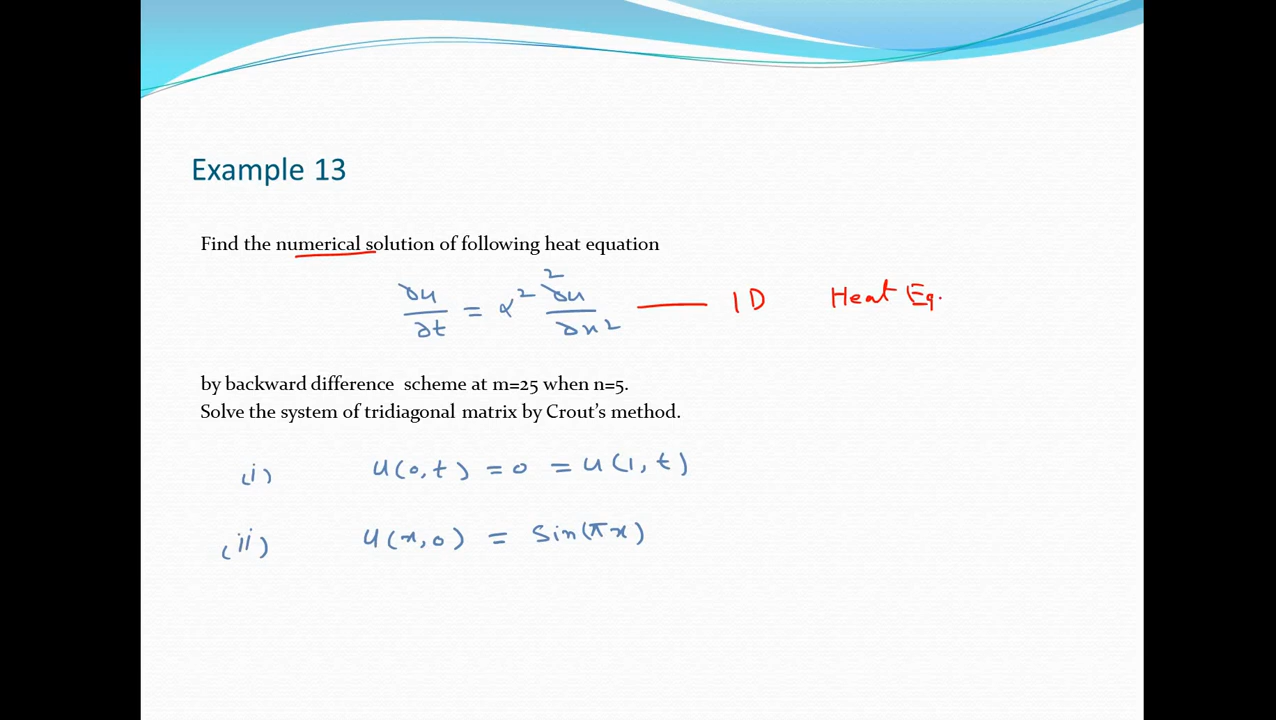 Example 13
Find the numerical solution of following heat equation
∂u/∂t = α² ∂²u/∂x² —— 1D Heat Eq.
by backward difference scheme at m=25 when n=5.
Solve the system of tridiagonal matrix by Crout’s method.
(i) u(0,t) = 0 = u(1,t)
(ii) u(x,0) = Sin(πx)